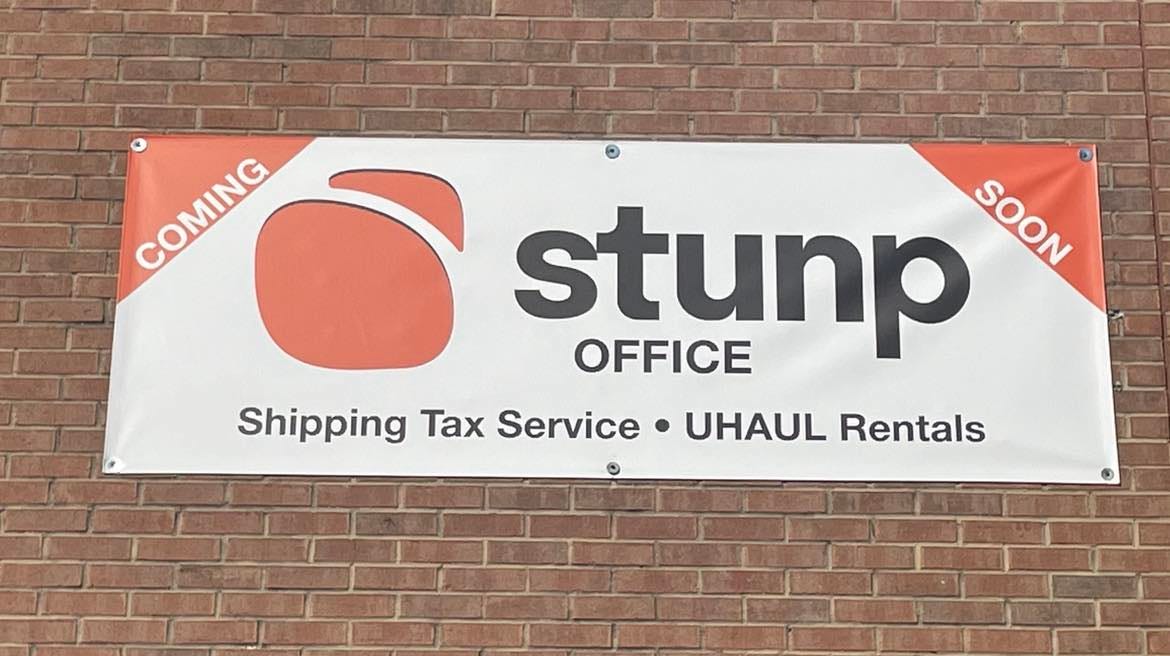 COMING
SOON
stunp
OFFICE
Shipping Tax Service • UHAUL Rentals